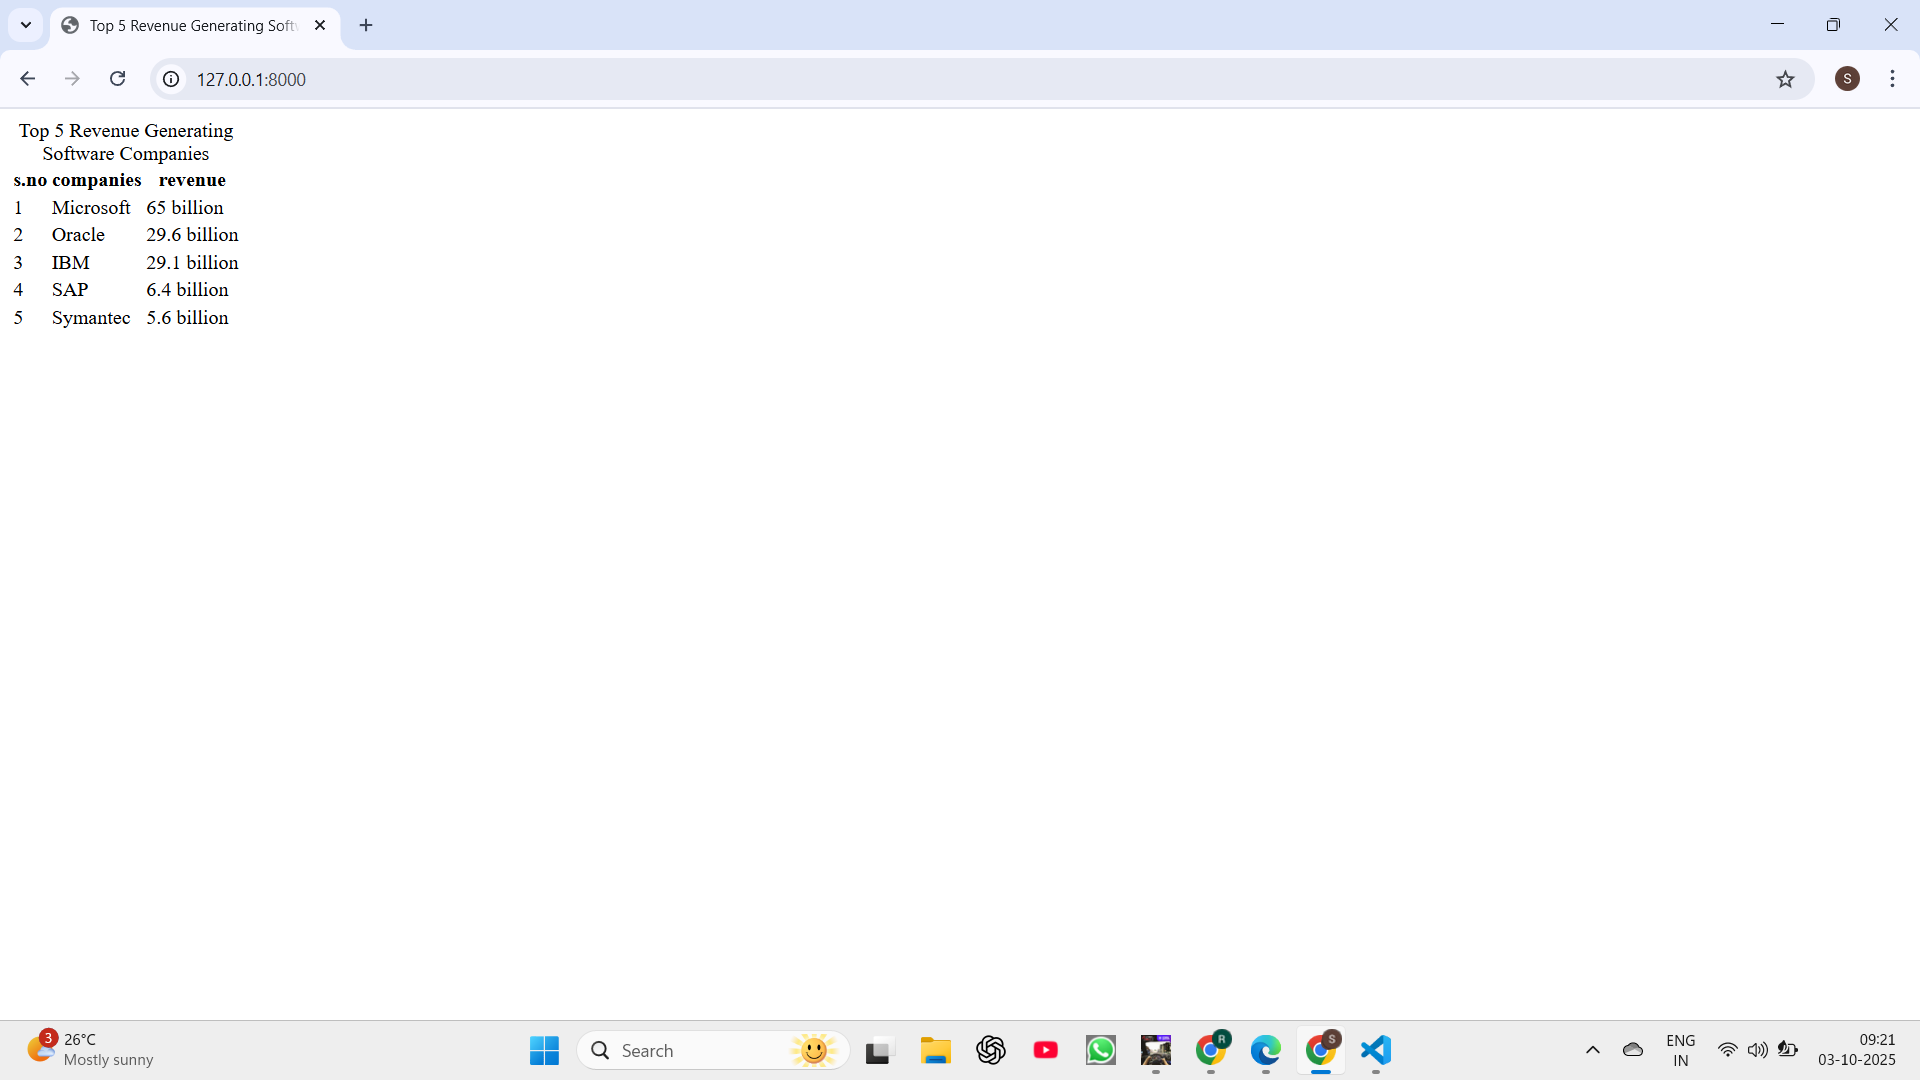 Top 5 Revenue Generating Soft
127.0.0.1:8000
S
Top 5 Revenue Generating
Software Companies
s.no companies revenue
1 Microsoft 65 billion
2 Oracle 29.6 billion
3 IBM 29.1 billion
4 SAP 6.4 billion
5 Symantec 5.6 billion
3
26°C
Mostly sunny
Search
R
S
ENG
IN
09:21
03-10-2025